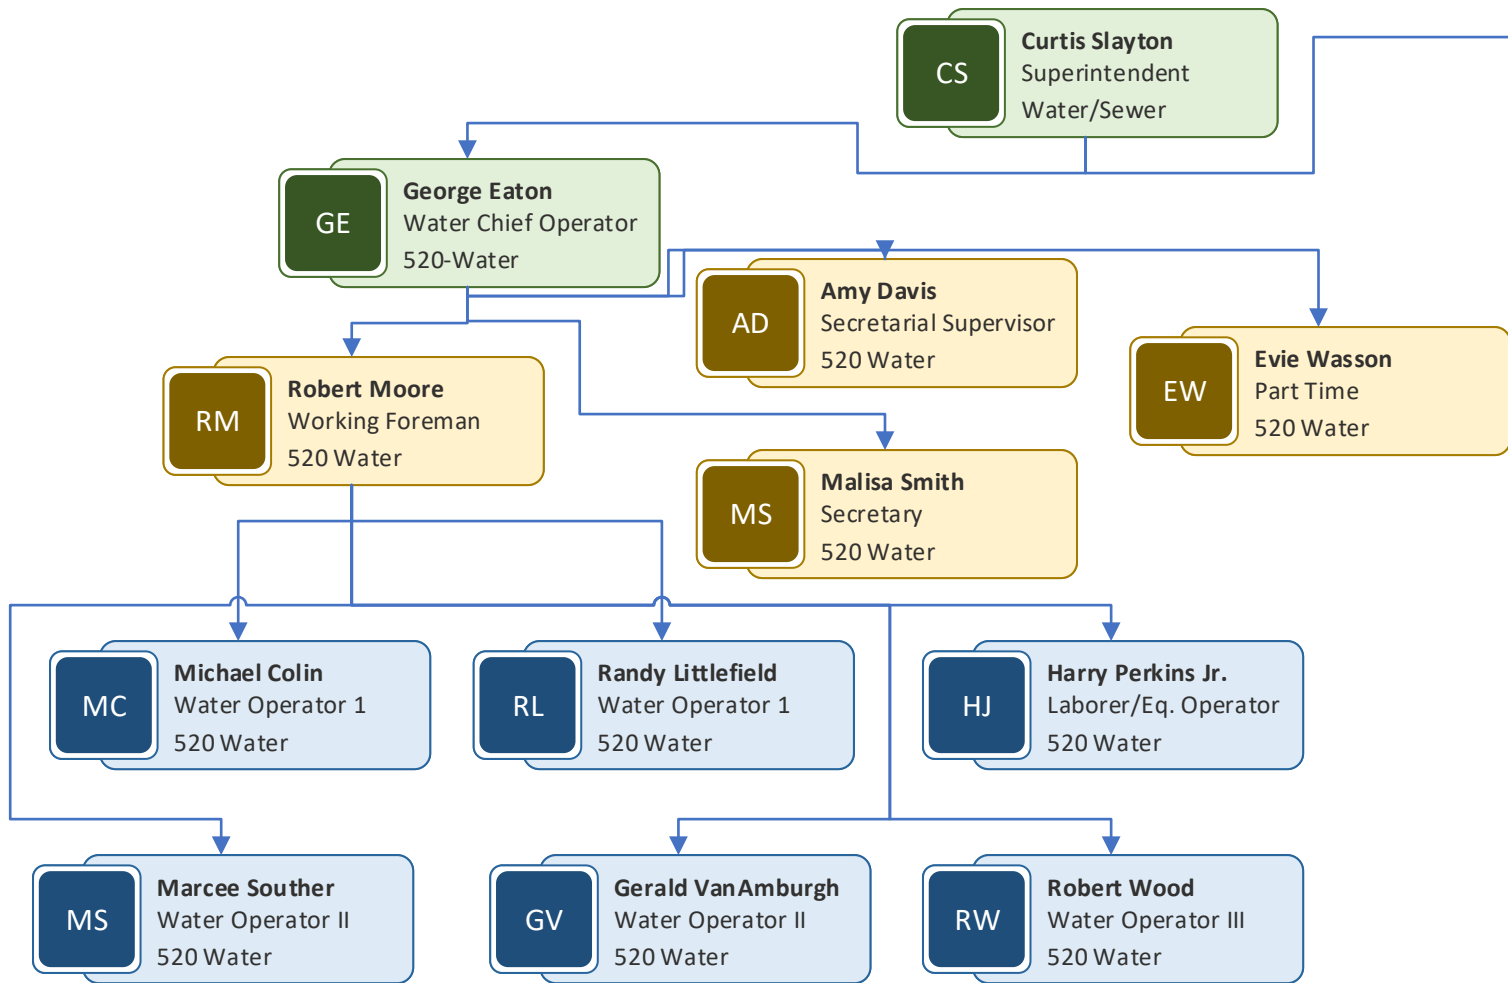 CS
Curtis Slayton
Superintendent
Water/Sewer
GE
George Eaton
Water Chief Operator
520-Water
AD
Amy Davis
Secretarial Supervisor
520 Water
EW
Evie Wasson
Part Time
520 Water
RM
Robert Moore
Working Foreman
520 Water
MS
Malisa Smith
Secretary
520 Water
MC
Michael Colin
Water Operator 1
520 Water
RL
Randy Littlefield
Water Operator 1
520 Water
HJ
Harry Perkins Jr.
Laborer/Eq. Operator
520 Water
MS
Marcee Souther
Water Operator II
520 Water
GV
Gerald VanAmburgh
Water Operator II
520 Water
RW
Robert Wood
Water Operator III
520 Water